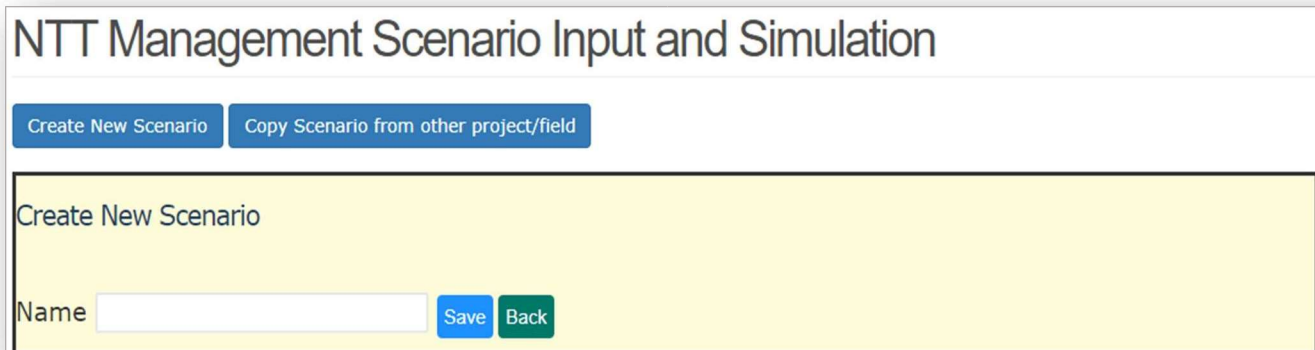 NTT Management Scenario Input and Simulation
Create New Scenario Copy Scenario from other project/field
Create New Scenario
Name Save Back